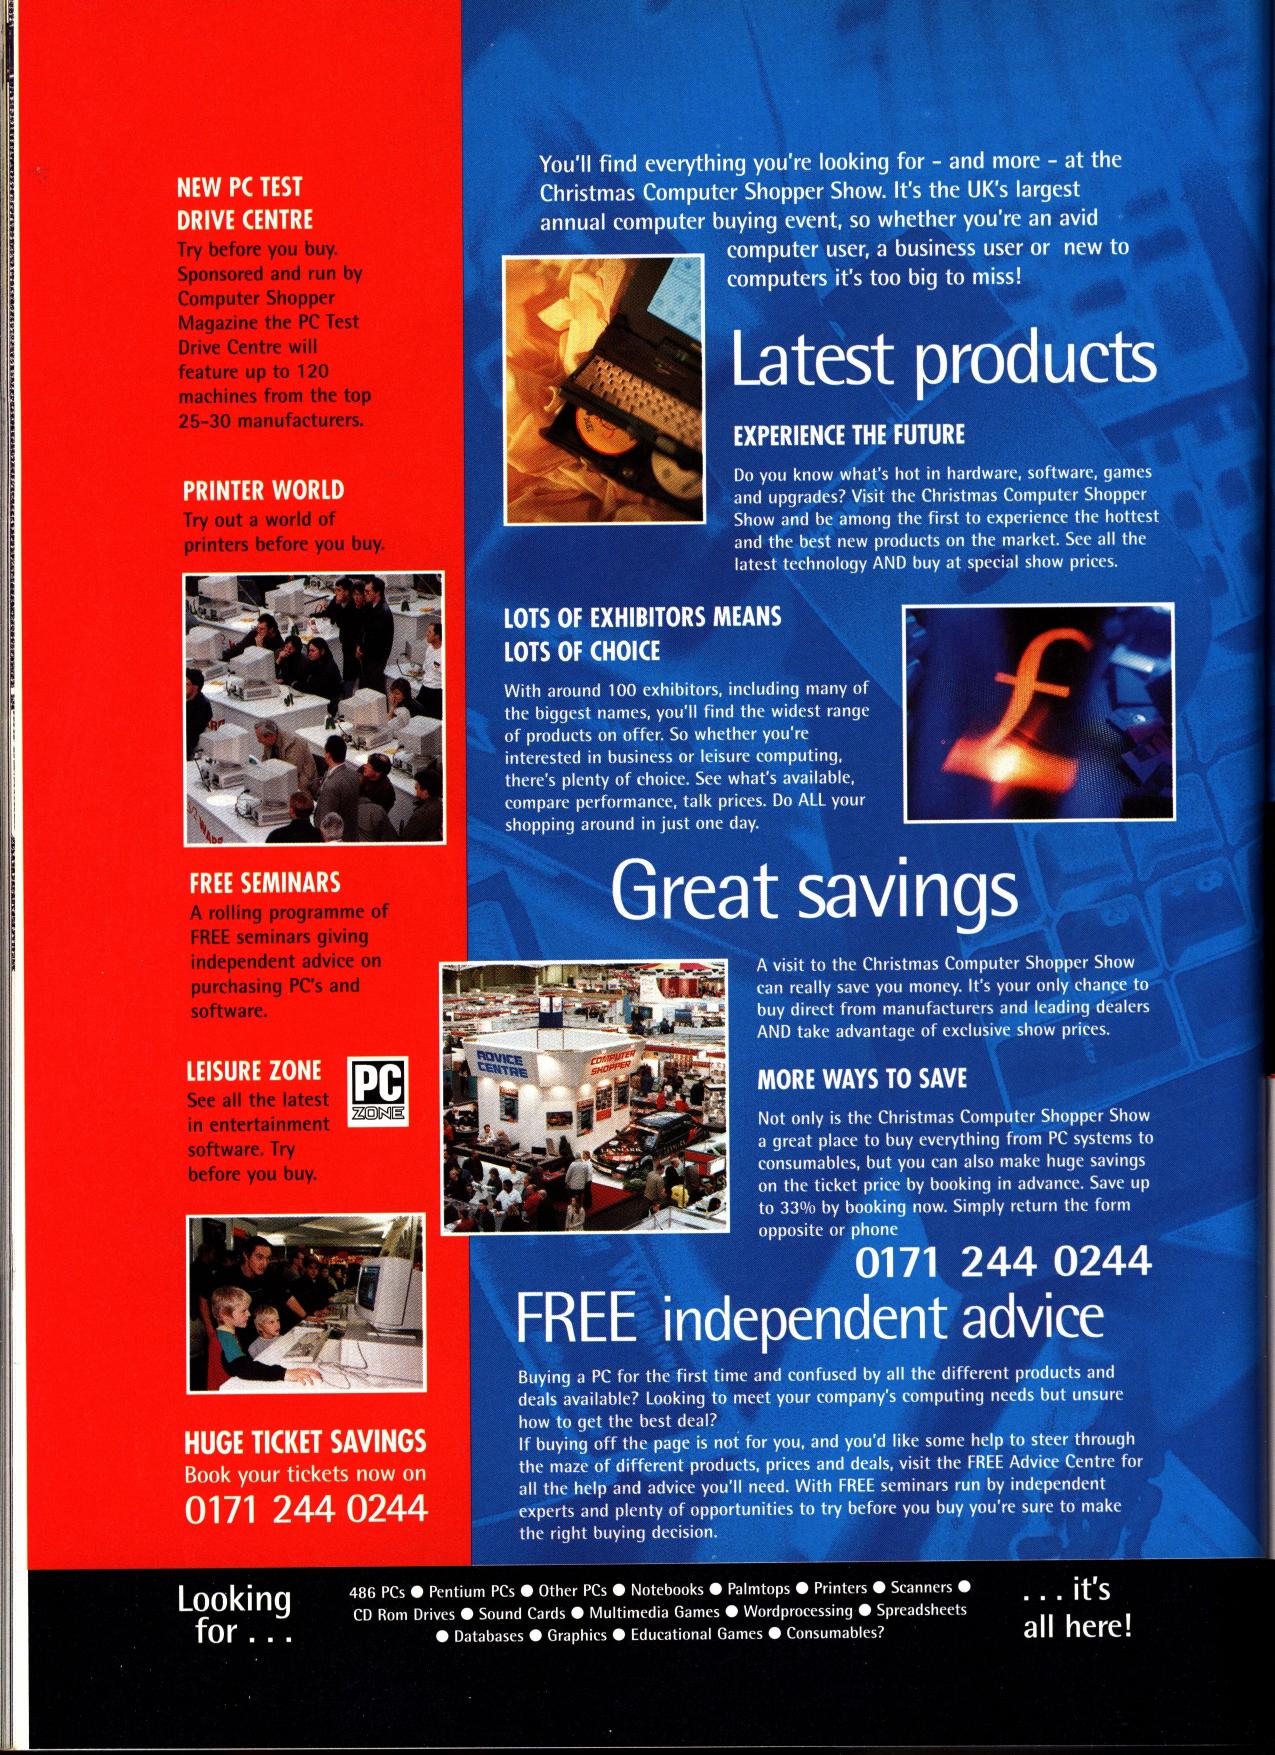 NEW PC TEST
DRIVE CENTRE
Try before you buy.
Sponsored and run by
Computer Shopper
Magazine the PC Test
Drive Centre will
feature up to 120
machines from the top
25-30 manufacturers.
PRINTER WORLD
Try out a world of
printers before you buy.
FREE SEMINARS
A rolling programme of
FREE seminars giving
independent advice on
purchasing PC's and
software.
LEISURE ZONE
See all the latest
in entertainment
software. Try
before you buy.
PC
ZONE
HUGE TICKET SAVINGS
Book your tickets now on
0171 244 0244
You'll find everything you're looking for - and more - at the
Christmas Computer Shopper Show. It's the UK's largest
annual computer buying event, so whether you're an avid
computer user, a business user or new to
computers it's too big to miss!
Latest products
EXPERIENCE THE FUTURE
Do you know what's hot in hardware, software, games
and upgrades? Visit the Christmas Computer Shopper
Show and be among the first to experience the hottest
and the best new products on the market. See all the
latest technology AND buy at special show prices.
LOTS OF EXHIBITORS MEANS
LOTS OF CHOICE
With around 100 exhibitors, including many of
the biggest names, you'll find the widest range
of products on offer. So whether you're
interested in business or leisure computing,
there's plenty of choice. See what's available,
compare performance, talk prices. Do ALL your
shopping around in just one day.
£
Great savings
ADVICE
CENTRE
COMPUTER
SHOPPER
A visit to the Christmas Computer Shopper Show
can really save you money. It's your only chance to
buy direct from manufacturers and leading dealers
AND take advantage of exclusive show prices.
MORE WAYS TO SAVE
Not only is the Christmas Computer Shopper Show
a great place to buy everything from PC systems to
consumables, but you can also make huge savings
on the ticket price by booking in advance. Save up
to 33% by booking now. Simply return the form
opposite or phone
0171 244 0244
FREE independent advice
Buying a PC for the first time and confused by all the different products and
deals available? Looking to meet your company's computing needs but unsure
how to get the best deal?
If buying off the page is not for you, and you'd like some help to steer through
the maze of different products, prices and deals, visit the FREE Advice Centre for
all the help and advice you'll need. With FREE seminars run by independent
experts and plenty of opportunities to try before you buy you're sure to make
the right buying decision.
Looking
for . . .
486 PCs ● Pentium PCs ● Other PCs ● Notebooks ● Palmtops ● Printers ● Scanners ●
CD Rom Drives ● Sound Cards ● Multimedia Games ● Wordprocessing ● Spreadsheets
● Databases ● Graphics ● Educational Games ● Consumables?
. . . it's
all here!